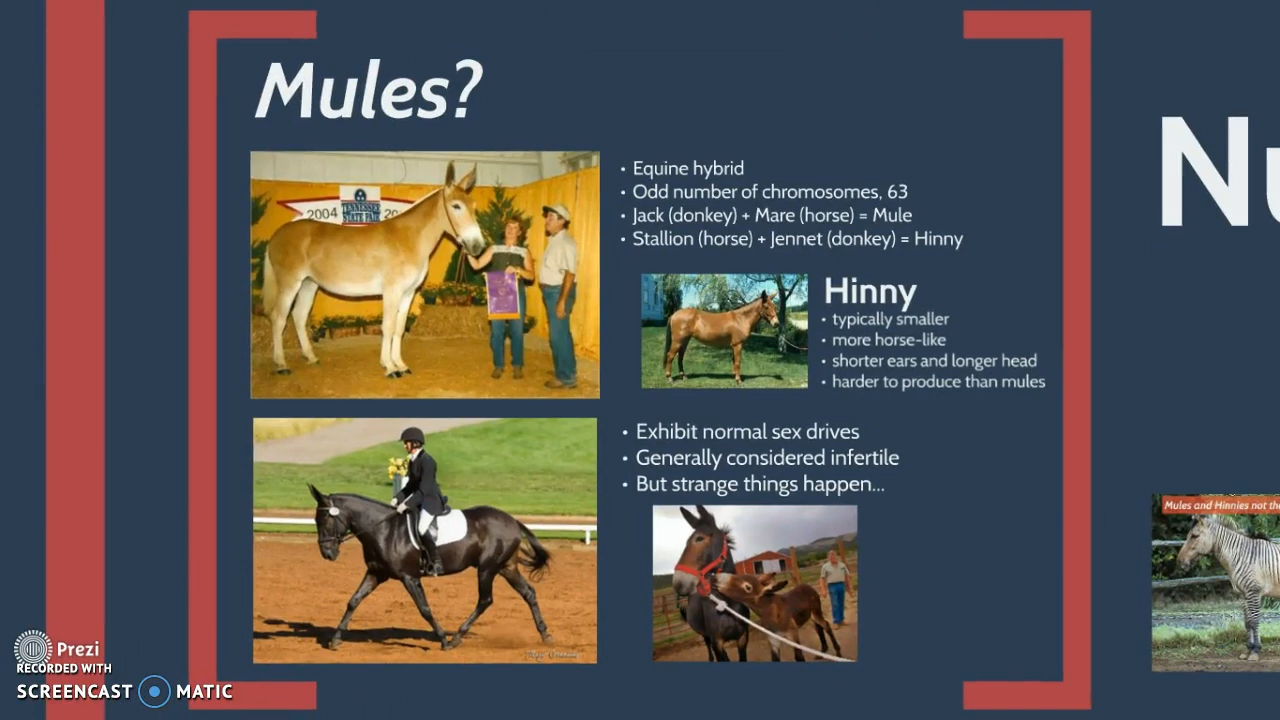 Mules?
2004
TENNESSEE
STATE FAIR
• Equine hybrid
• Odd number of chromosomes, 63
• Jack (donkey) + Mare (horse) = Mule
• Stallion (horse) + Jennet (donkey) = Hinny
Hinny
• typically smaller
• more horse-like
• shorter ears and longer head
• harder to produce than mules
• Exhibit normal sex drives
• Generally considered infertile
• But strange things happen...
Nu
Mules and Hinnies not the
Prezi
RECORDED WITH
SCREENCAST MATIC